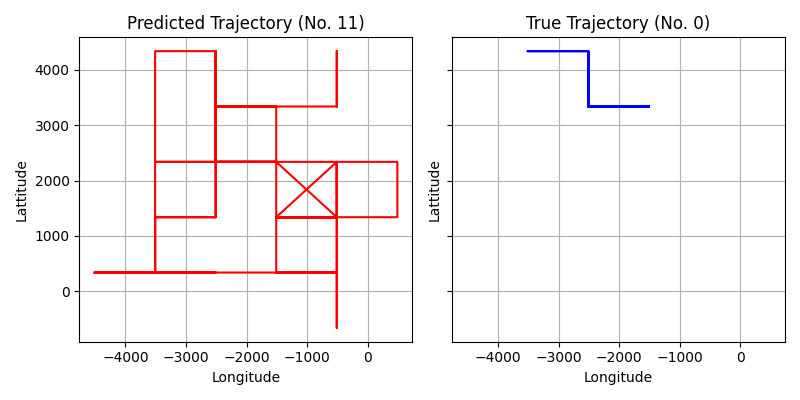 Predicted Trajectory (No. 11)
True Trajectory (No. 0)
Lattitude
4000
3000
2000
1000
0
−4000 −3000 −2000 −1000 0
Longitude
Lattitude
−4000 −3000 −2000 −1000 0
Longitude